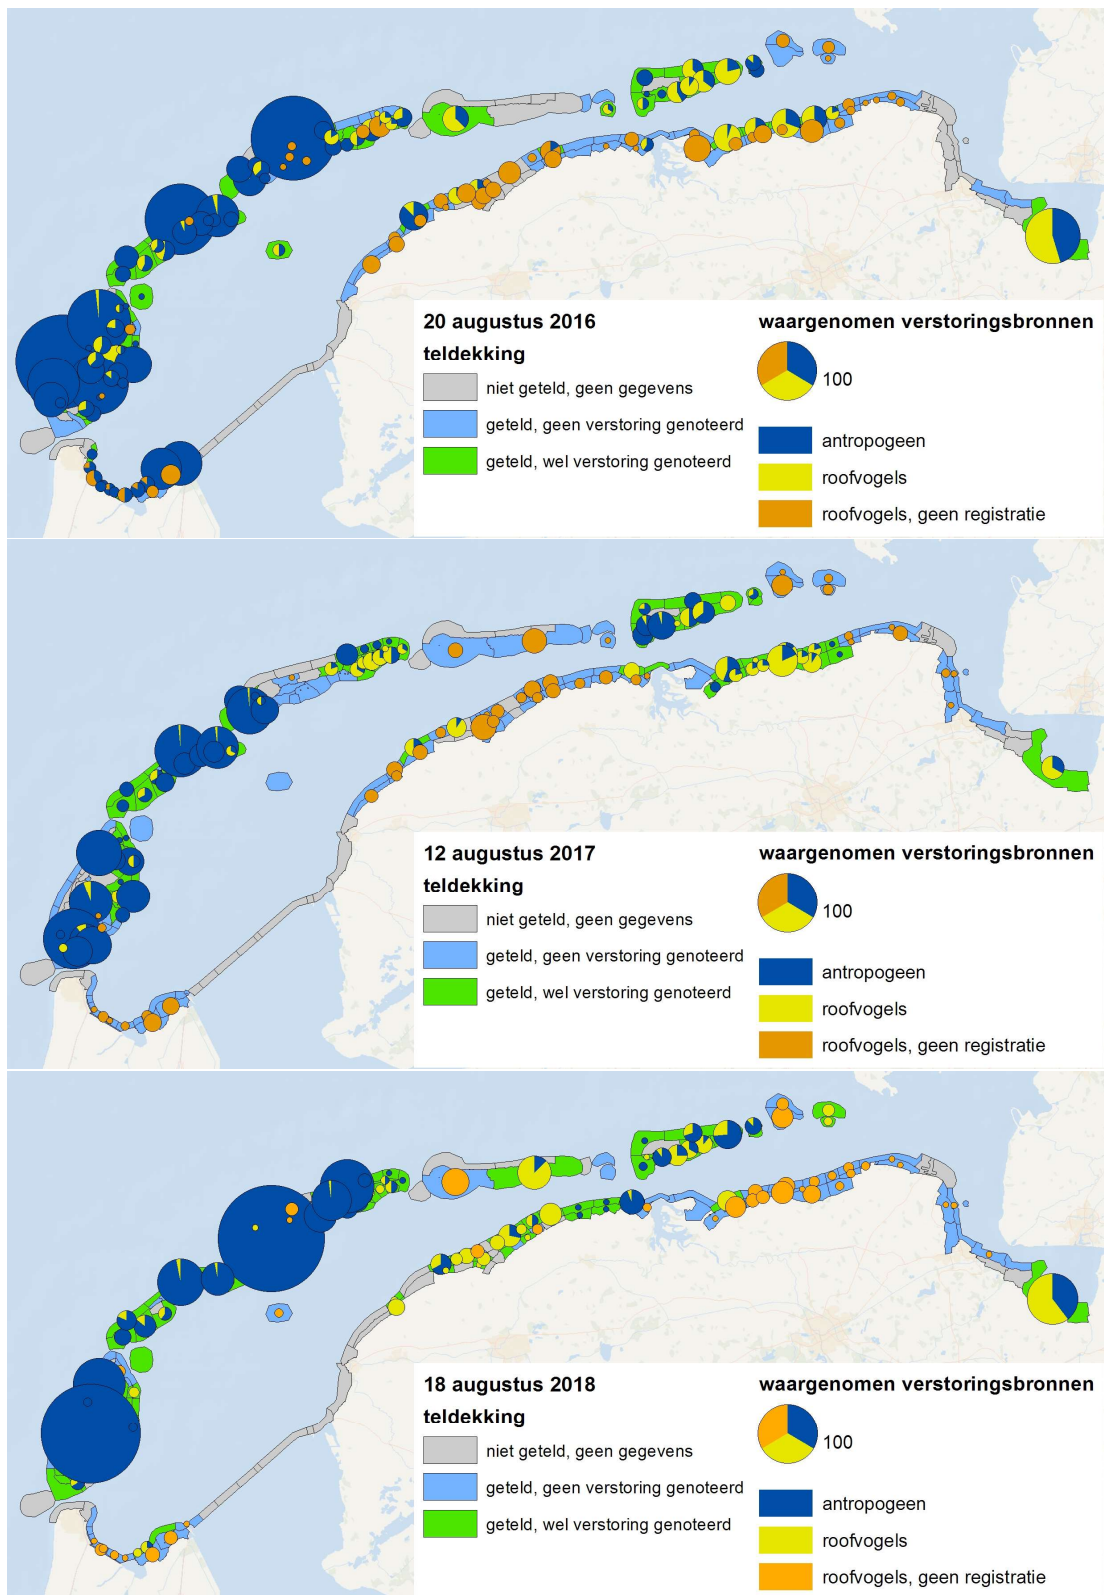 20 augustus 2016
teldekking
niet geteld, geen gegevens
geteld, geen verstoring genoteerd
geteld, wel verstoring genoteerd
waargenomen verstoringsbronnen
100
antropogeen
roofvogels
roofvogels, geen registratie
12 augustus 2017
teldekking
niet geteld, geen gegevens
geteld, geen verstoring genoteerd
geteld, wel verstoring genoteerd
waargenomen verstoringsbronnen
100
antropogeen
roofvogels
roofvogels, geen registratie
18 augustus 2018
teldekking
niet geteld, geen gegevens
geteld, geen verstoring genoteerd
geteld, wel verstoring genoteerd
waargenomen verstoringsbronnen
100
antropogeen
roofvogels
roofvogels, geen registratie